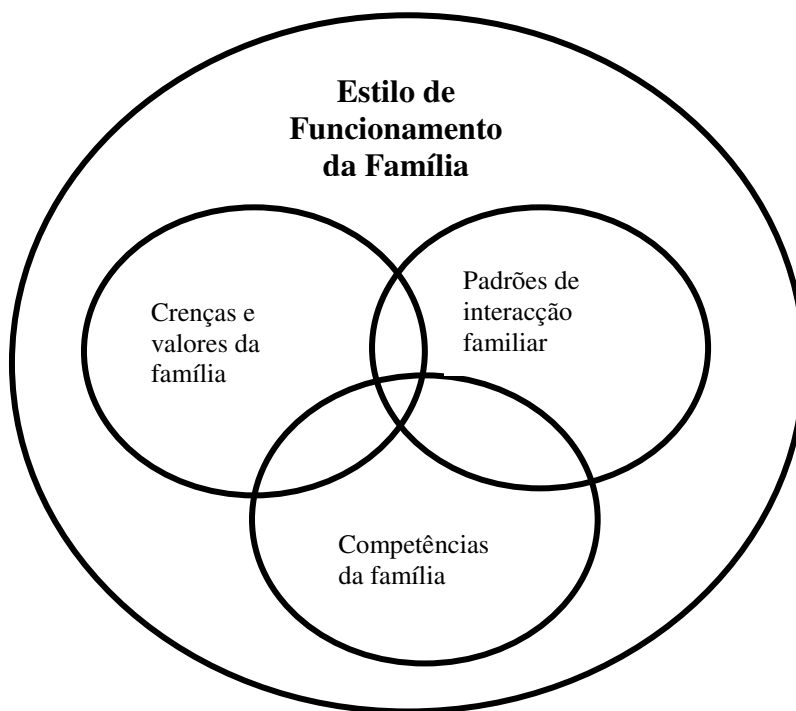 Estilo de
Funcionamento
da Família
Crenças e
valores da
família
Padrões de
interacção
familiar
Competências
da família